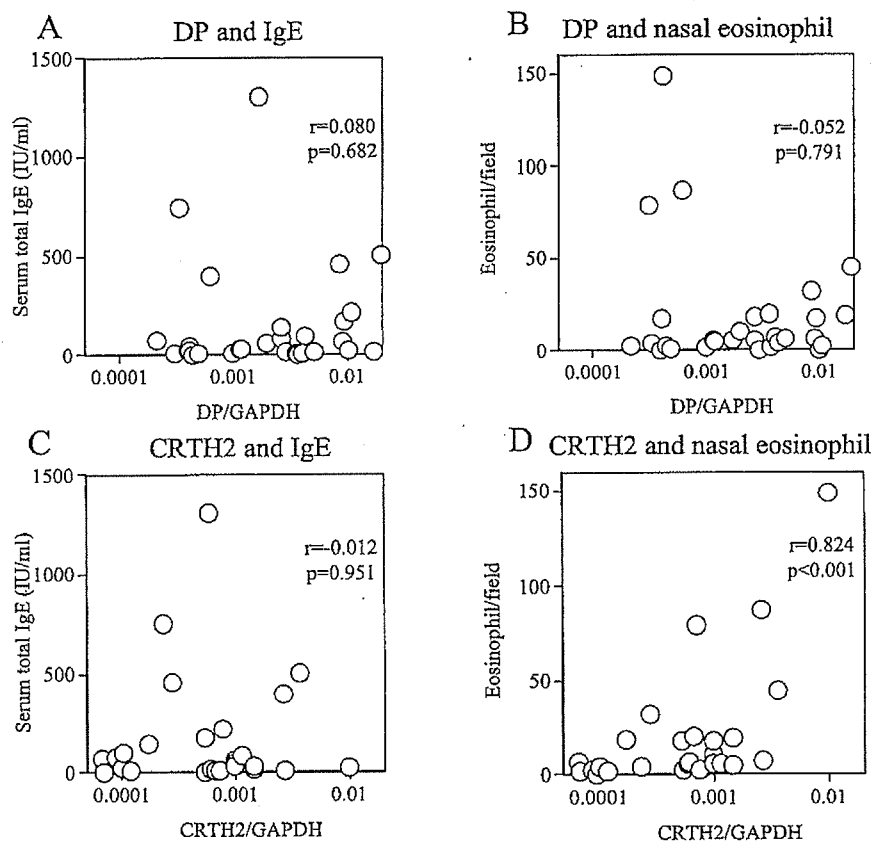 A
DP and IgE
1500
1000
500
0
Serum total IgE (IU/ml)
r=0.080
p=0.682
0.0001
0.001
0.01
DP/GAPDH
B
DP and nasal eosinophil
150
100
50
0
Eosinophil/field
r=-0.052
p=0.791
0.0001
0.001
0.01
DP/GAPDH
C
CRTH2 and IgE
1500
1000
500
0
Serum total IgE (IU/ml)
r=-0.012
p=0.951
0.0001
0.001
0.01
CRTH2/GAPDH
D
CRTH2 and nasal eosinophil
150
100
50
0
Eosinophil/field
r=0.824
p<0.001
0.0001
0.001
0.01
CRTH2/GAPDH